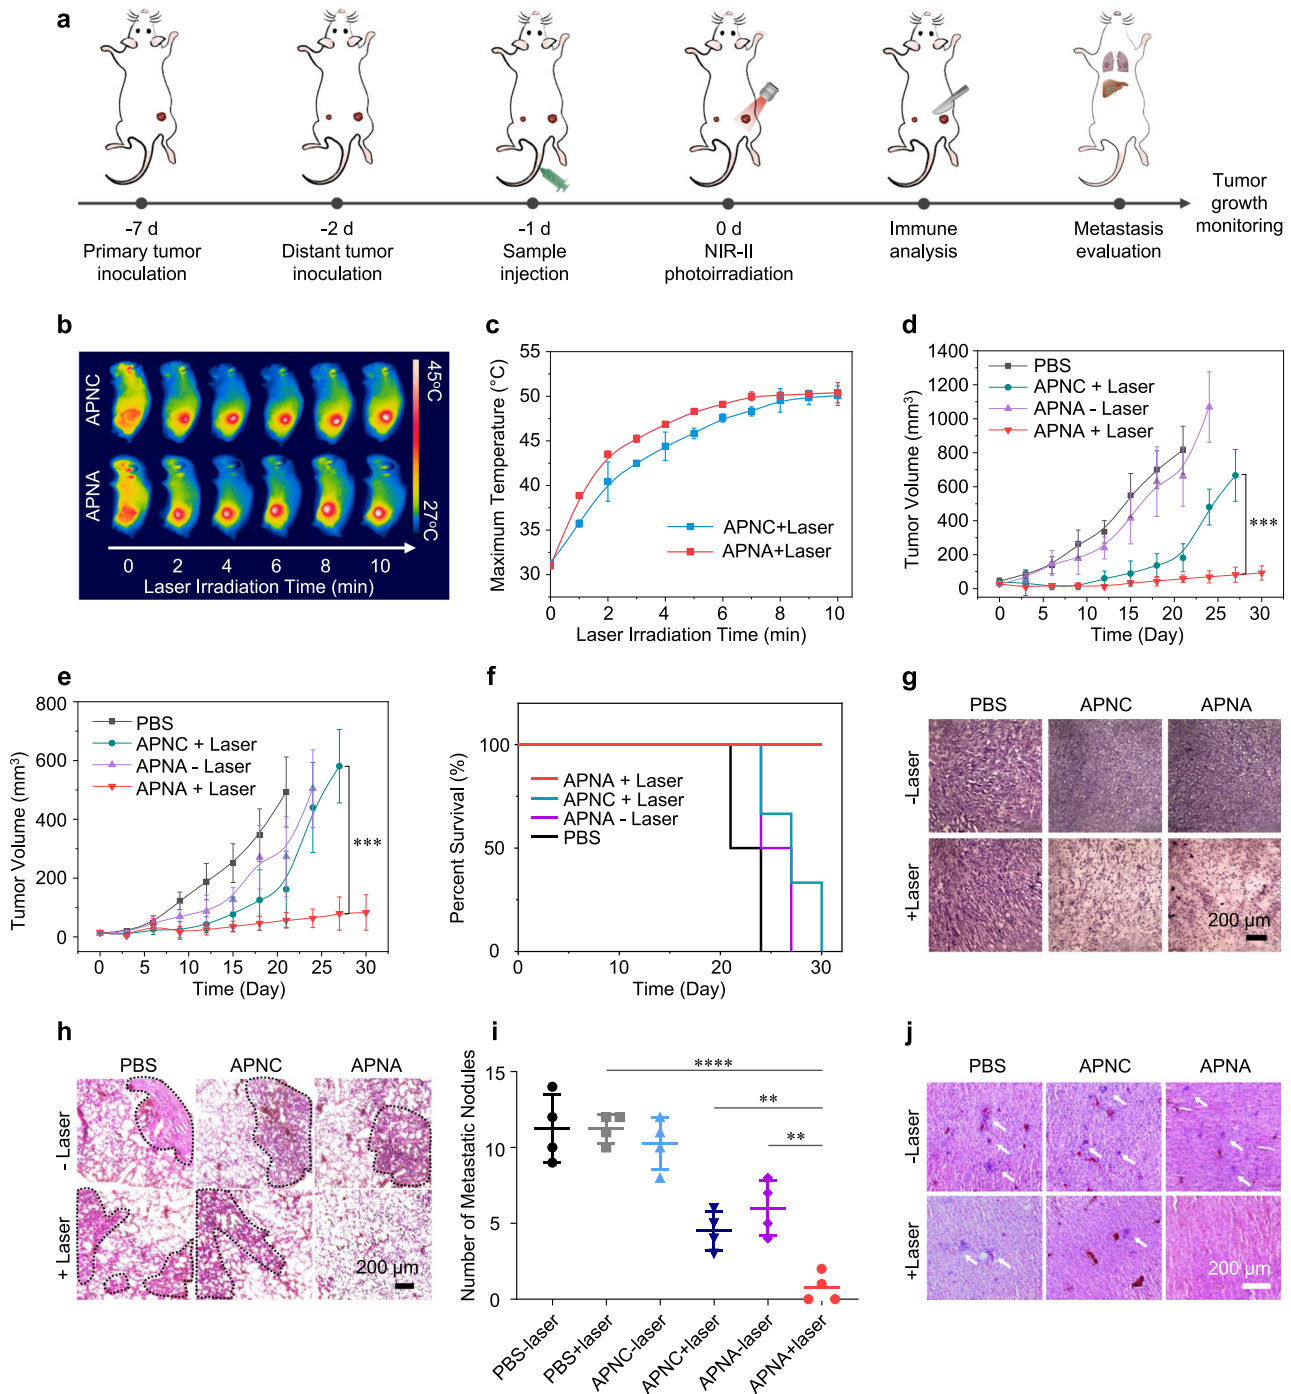 a
-7 d
Primary tumor
inoculation
-2 d
Distant tumor
inoculation
-1 d
Sample
injection
0 d
NIR-II
photoirradiation
Immune
analysis
Metastasis
evaluation
Tumor
growth
monitoring
b
APNC
APNA
45°C
27°C
0 2 4 6 8 10
Laser Irradiation Time (min)
c
Maximum Temperature (°C)
55
50
45
40
35
30
APNC+Laser
APNA+Laser
0 2 4 6 8 10
Laser Irradiation Time (min)
d
Tumor Volume (mm³)
1400
1200
1000
800
600
400
200
0
PBS
APNC + Laser
APNA - Laser
APNA + Laser
***
0 5 10 15 20 25 30
Time (Day)
e
Tumor Volume (mm³)
800
600
400
200
0
PBS
APNC + Laser
APNA - Laser
APNA + Laser
***
0 5 10 15 20 25 30
Time (Day)
f
Percent Survival (%)
100
50
0
APNA + Laser
APNC + Laser
APNA - Laser
PBS
0 10 20 30
Time (Day)
g
PBS APNC APNA
-Laser
+Laser
200 µm
h
PBS APNC APNA
- Laser
+ Laser
200 µm
i
Number of Metastatic Nodules
15
10
5
0
****
**
**
PBS-laser
PBS+laser
APNC-laser
APNC+laser
APNA-laser
APNA+laser
j
PBS APNC APNA
-Laser
+Laser
200 µm